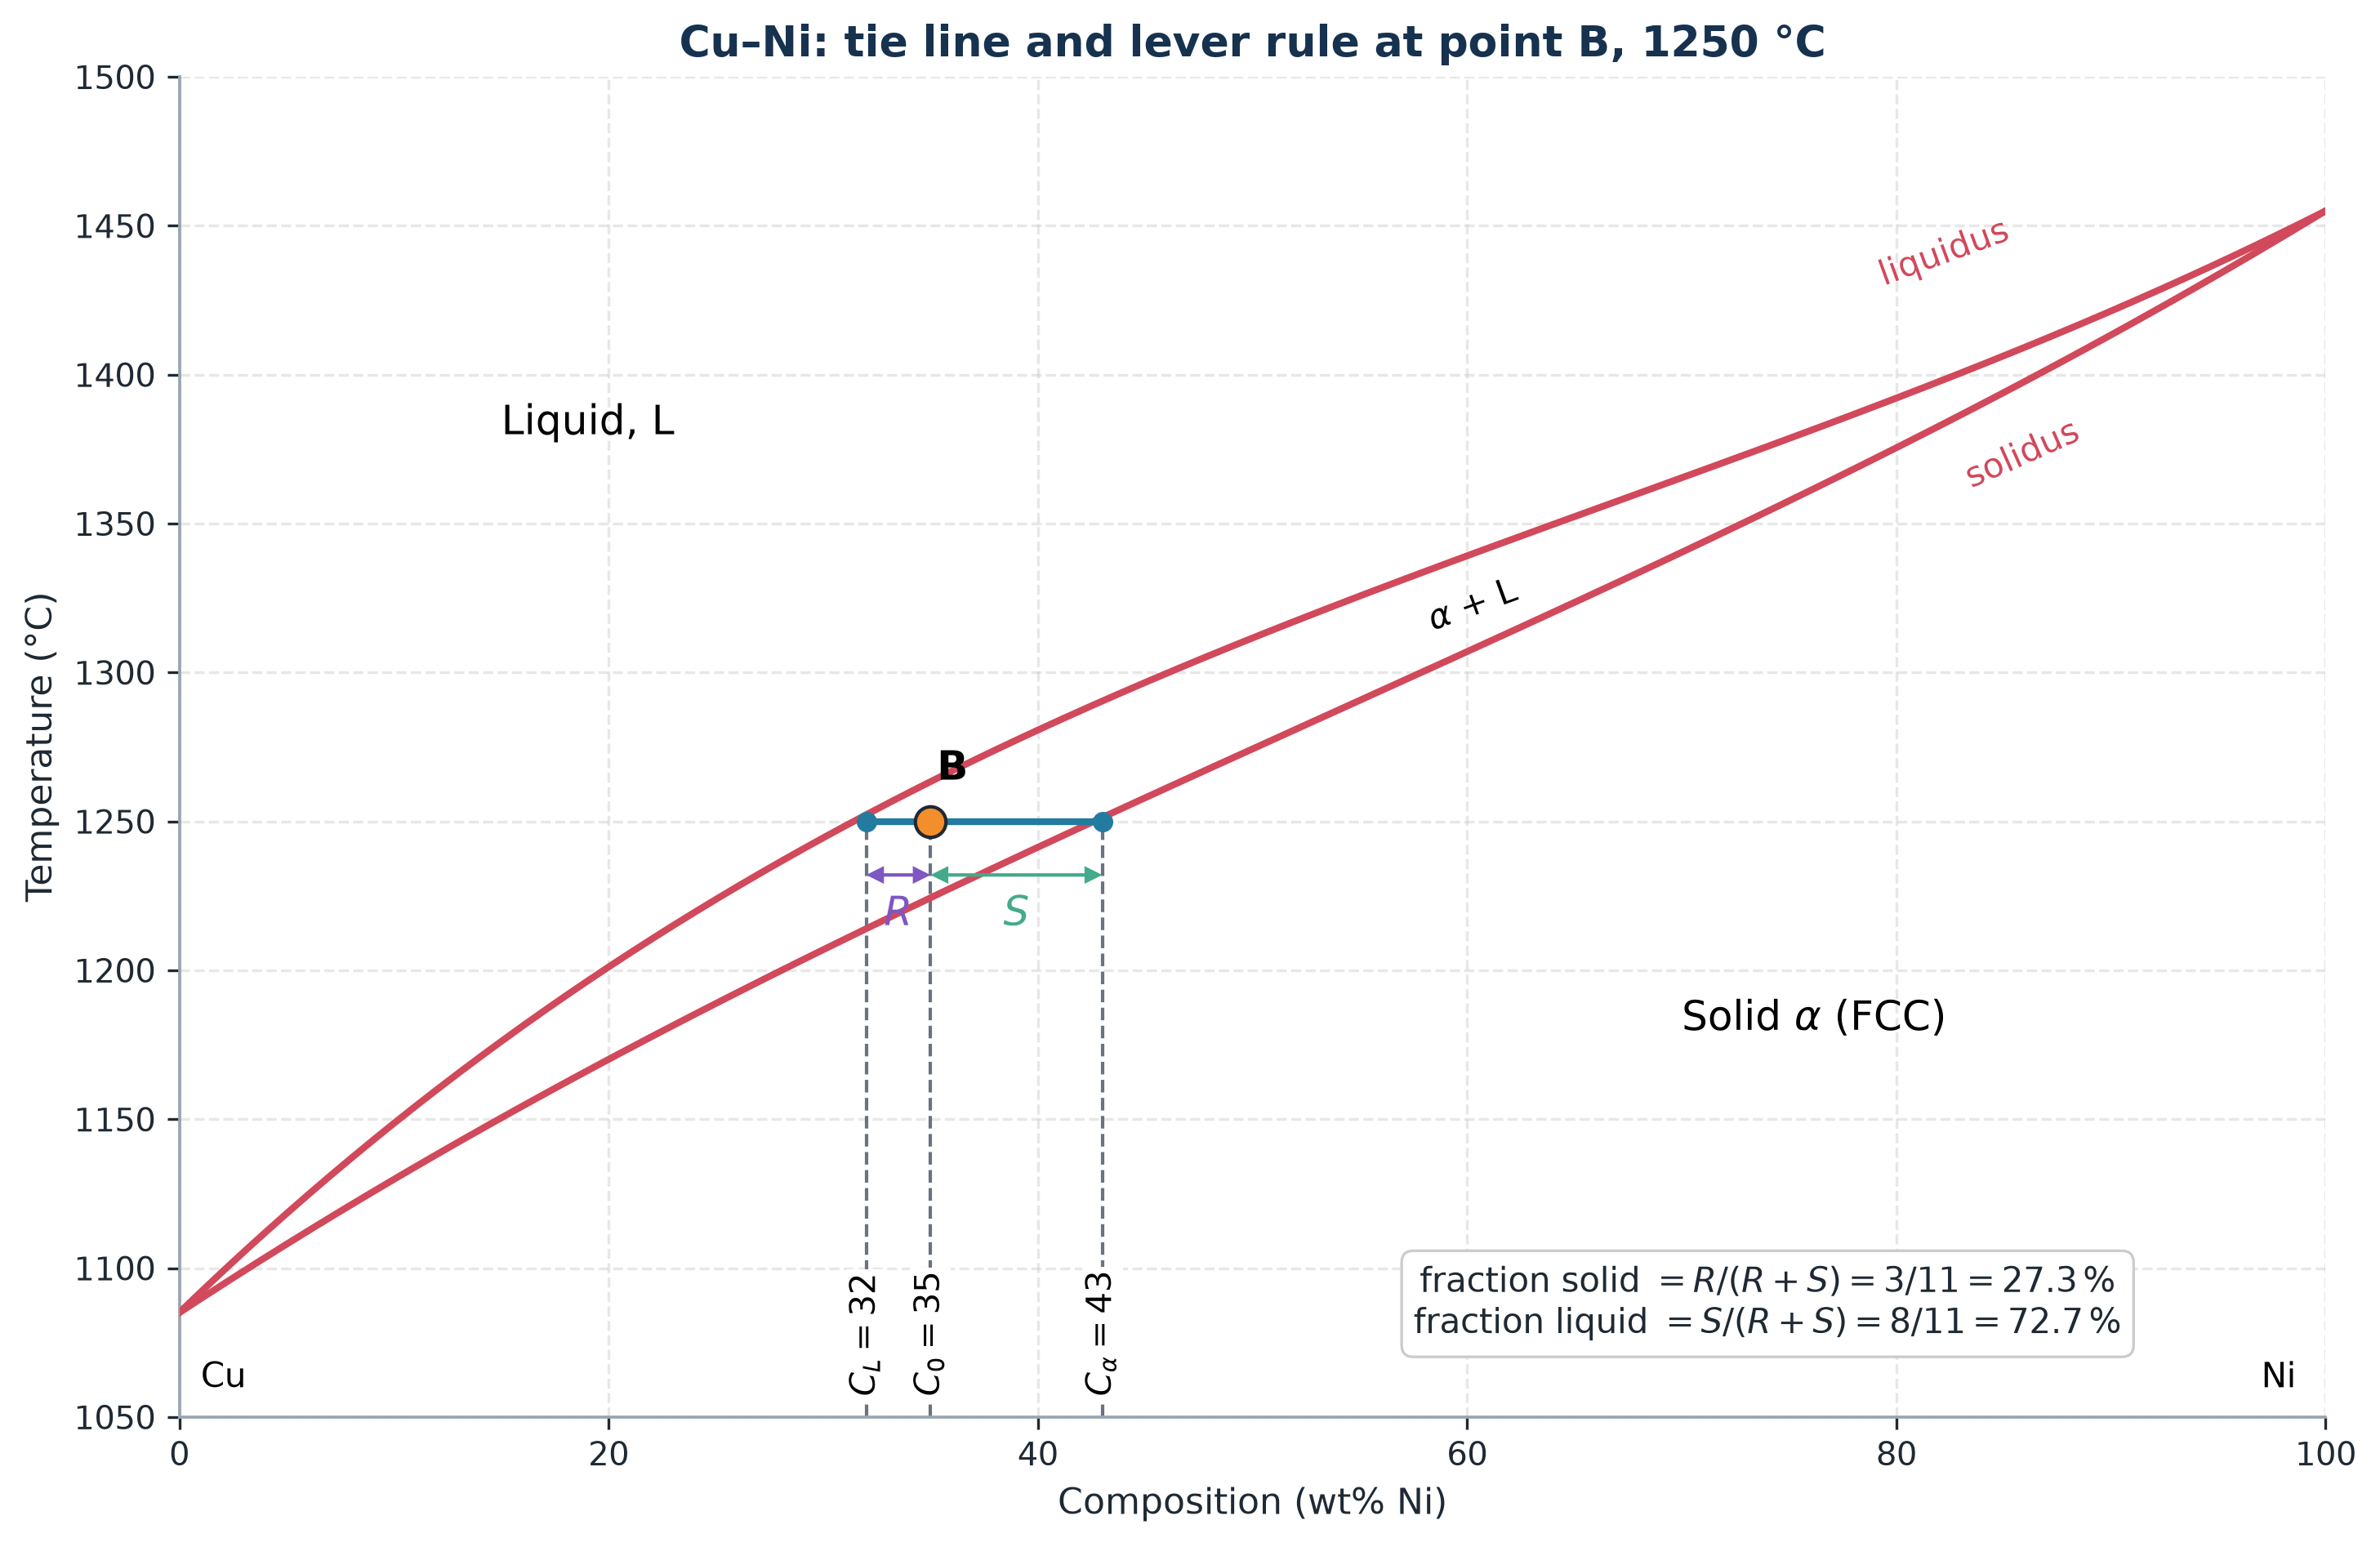 Cu–Ni: tie line and lever rule at point B, 1250 °C
1500
1450
1400
1350
1300
1250
1200
1150
1100
1050
Temperature (°C)
liquidus
Liquid, L
solidus
α + L
B
R
S
Solid α (FCC)
C_L = 32
C_0 = 35
C_α = 43
fraction solid = R/(R + S) = 3/11 = 27.3 %
fraction liquid = S/(R + S) = 8/11 = 72.7 %
Cu
Ni
0 20 40 60 80 100
Composition (wt% Ni)